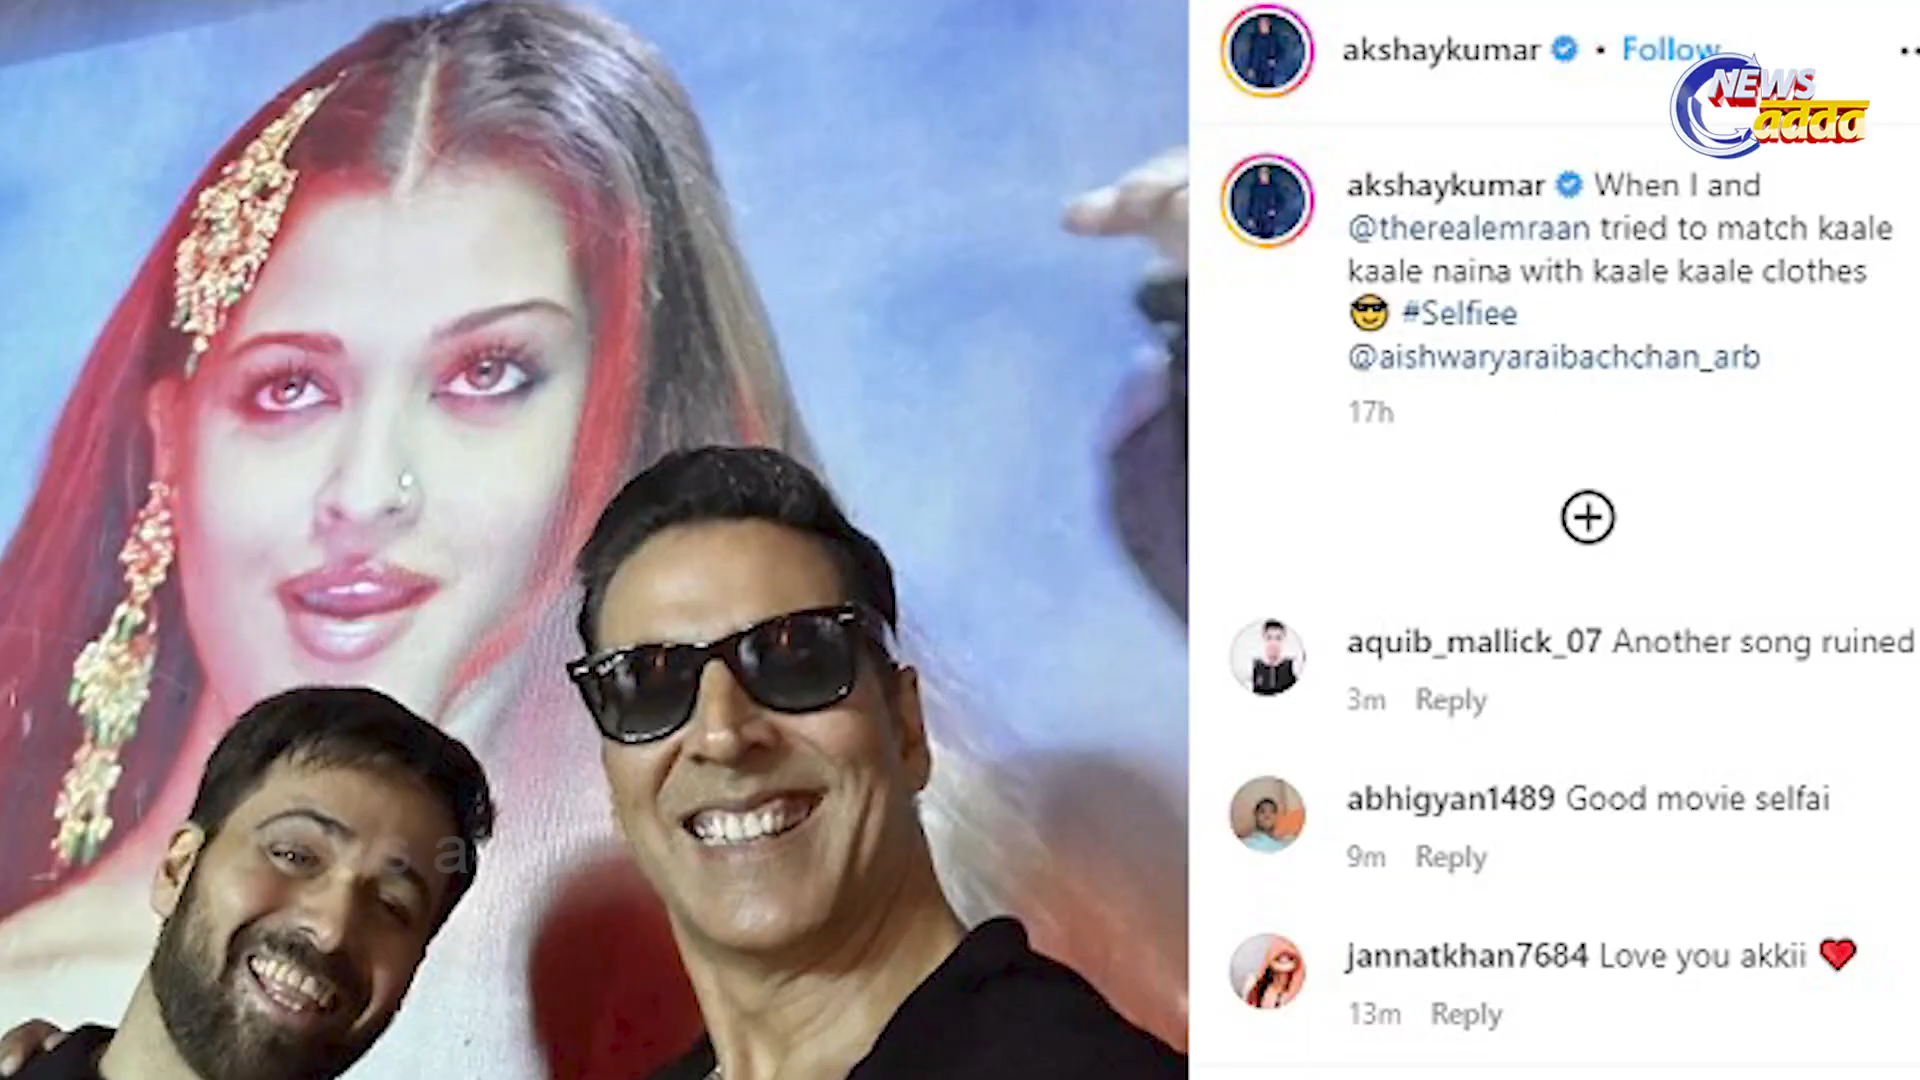 akshaykumar • Follow
NEWS
adda
akshaykumar When I and
@therealemraan tried to match kaale
kaale naina with kaale kaale clothes
😎 #Selfiee
@aishwaryaraibachchan_arb
17h
aquib_mallick_07 Another song ruined
3m Reply
abhigyan1489 Good movie selfai
9m Reply
jannatkhan7684 Love you akkii ❤️
13m Reply